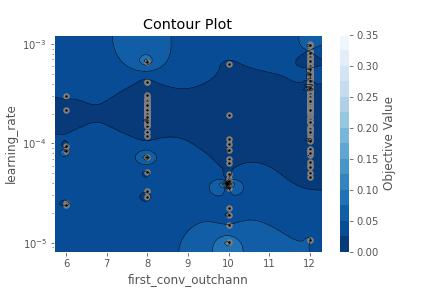 Contour Plot
10⁻³
10⁻⁴
10⁻⁵
learning_rate
6 7 8 9 10 11 12
first_conv_outchann
0.35
0.30
0.25
0.20
0.15
0.10
0.05
0.00
Objective Value